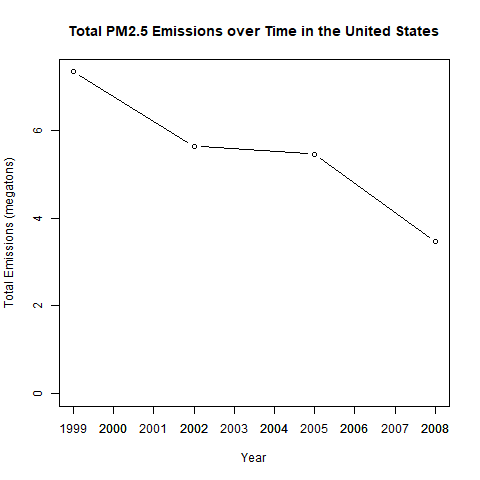 Total PM2.5 Emissions over Time in the United States
Total Emissions (megatons)
6
4
2
0
1999 2000 2001 2002 2003 2004 2005 2006 2007 2008
Year